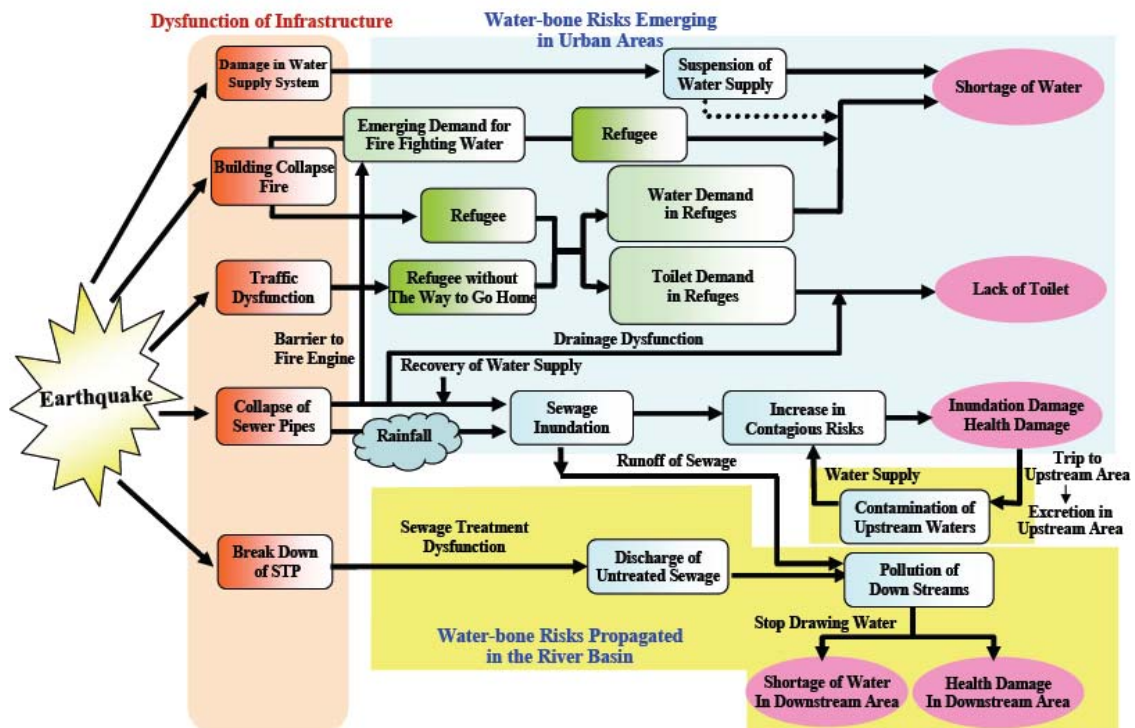 Dysfunction of Infrastructure
Water-bone Risks Emerging
in Urban Areas
Damage in Water
Supply System
Suspension of
Water Supply
Shortage of Water
Emerging Demand for
Fire Fighting Water
Refugee
Building Collapse
Fire
Refugee
Water Demand
in Refuges
Traffic
Dysfunction
Refugee without
The Way to Go Home
Toilet Demand
in Refuges
Lack of Toilet
Barrier to
Fire Engine
Drainage Dysfunction
Recovery of Water Supply
Earthquake
Collapse of
Sewer Pipes
Rainfall
Sewage
Inundation
Increase in
Contagious Risks
Inundation Damage
Health Damage
Runoff of Sewage
Water Supply
Trip to
Upstream Area
Excretion in
Upstream Area
Contamination of
Upstream Waters
Sewage Treatment
Dysfunction
Break Down
of STP
Discharge of
Untreated Sewage
Pollution of
Down Streams
Stop Drawing Water
Water-bone Risks Propagated
in the River Basin
Shortage of Water
In Downstream Area
Health Damage
In Downstream Area